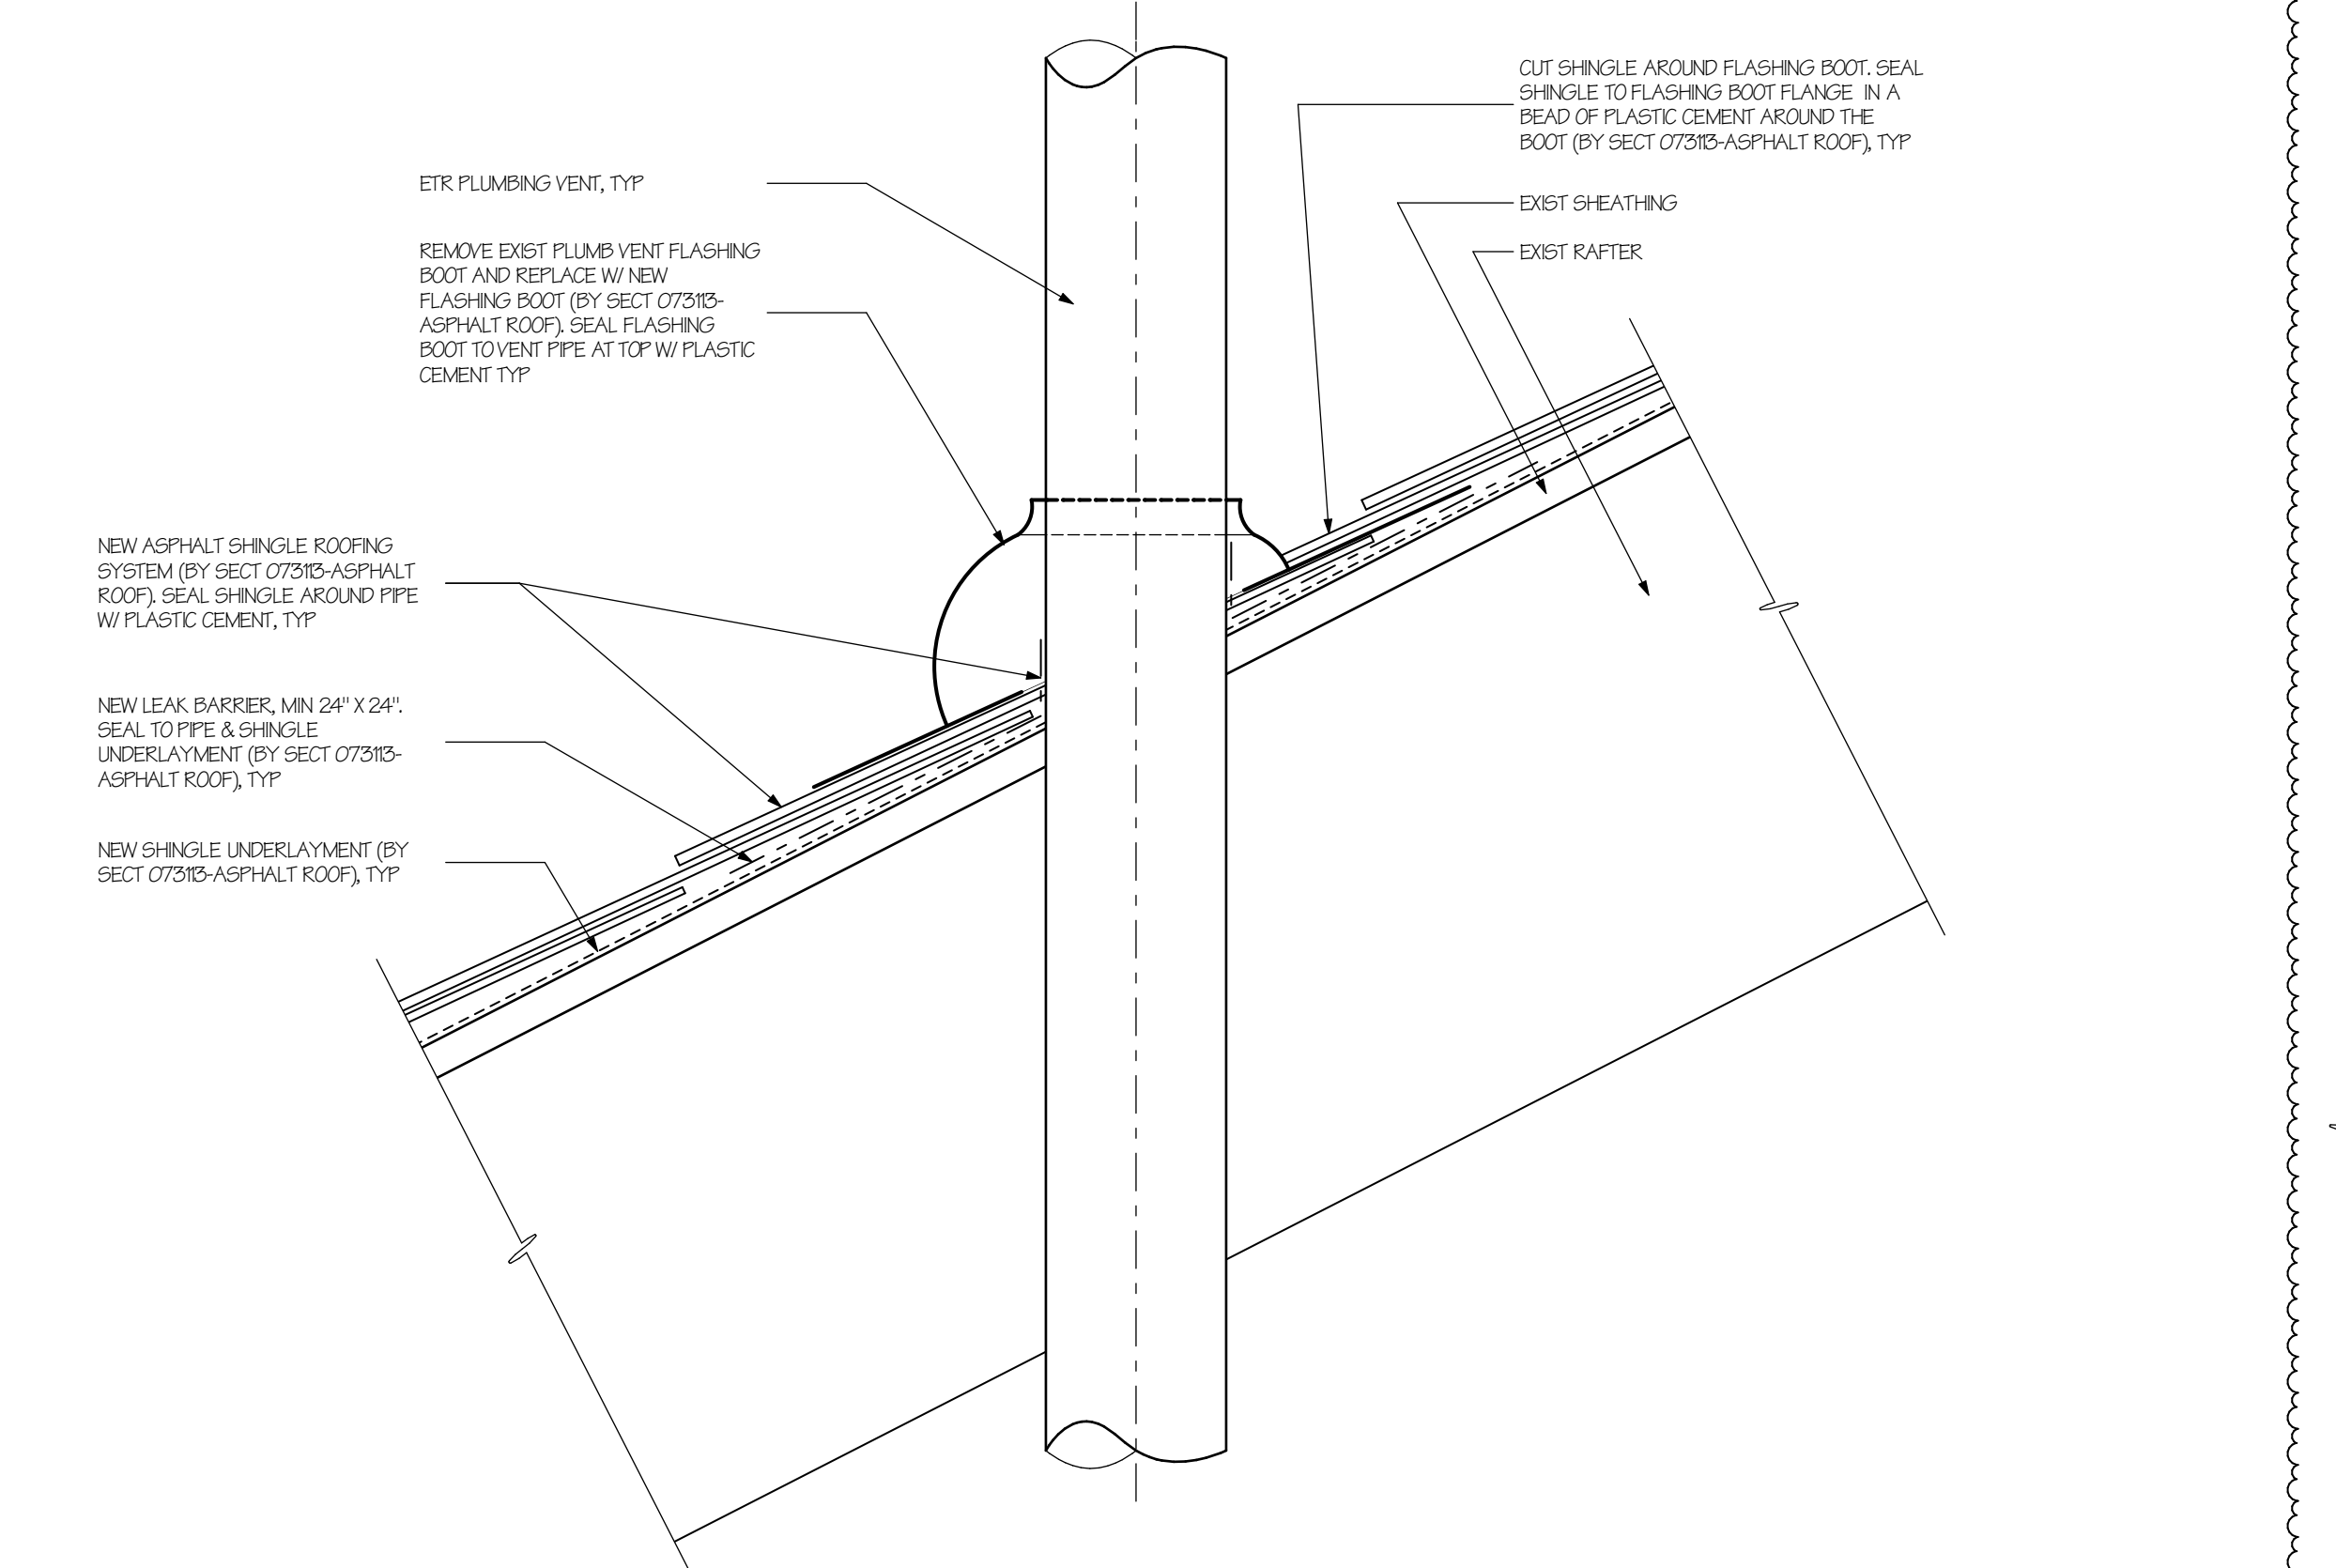 ETR PLUMBING VENT, TYP
REMOVE EXIST PLUMB VENT FLASHING
BOOT AND REPLACE W/ NEW
FLASHING BOOT (BY SECT 073113-
ASPHALT ROOF). SEAL FLASHING
BOOT TO VENT PIPE AT TOP W/ PLASTIC
CEMENT TYP
NEW ASPHALT SHINGLE ROOFING
SYSTEM (BY SECT 073113-ASPHALT
ROOF). SEAL SHINGLE AROUND PIPE
W/ PLASTIC CEMENT, TYP
NEW LEAK BARRIER, MIN 24" X 24".
SEAL TO PIPE & SHINGLE
UNDERLAYMENT (BY SECT 073113-
ASPHALT ROOF), TYP
NEW SHINGLE UNDERLAYMENT (BY
SECT 073113-ASPHALT ROOF), TYP
CUT SHINGLE AROUND FLASHING BOOT. SEAL
SHINGLE TO FLASHING BOOT FLANGE IN A
BEAD OF PLASTIC CEMENT AROUND THE
BOOT (BY SECT 073113-ASPHALT ROOF), TYP
EXIST SHEATHING
EXIST RAFTER